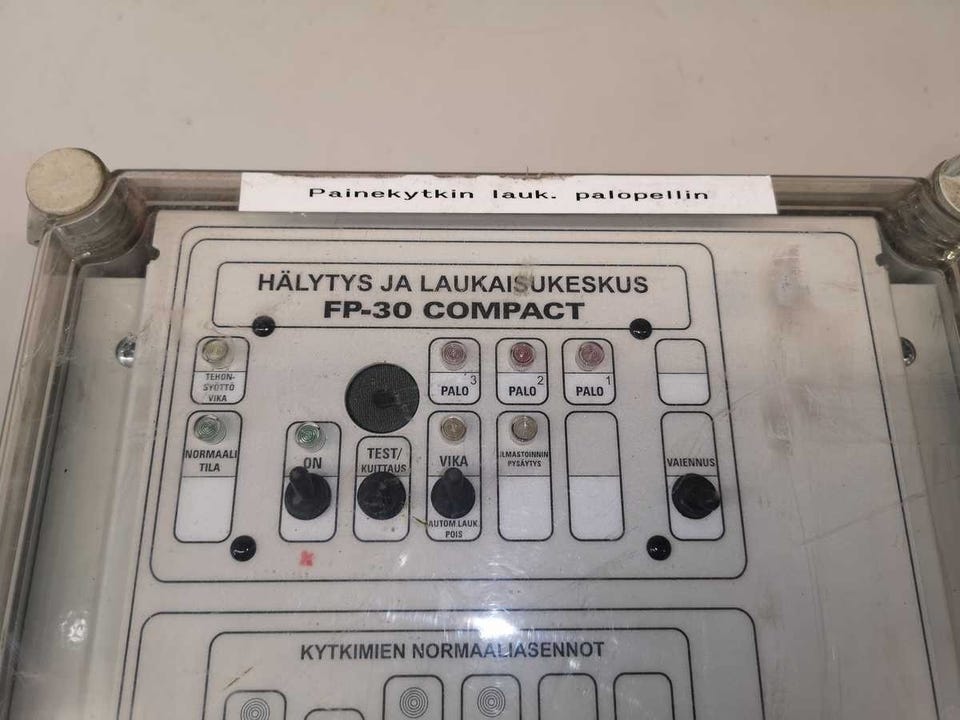 Painekytkin lauk. palopellin
HÄLYTYS JA LAUKAISUKESKUS
FP-30 COMPACT
TEHON-
SYÖTTÖ
VIKA
3
PALO
2
PALO
1
PALO
NORMAALI
TILA
ON
TEST/
KUITTAUS
VIKA
AUTOM.LAUK.
POIS
ILMASTOINNIN
PYSÄYTYS
VAIENNUS
KYTKIMIEN NORMAALIASENNOT